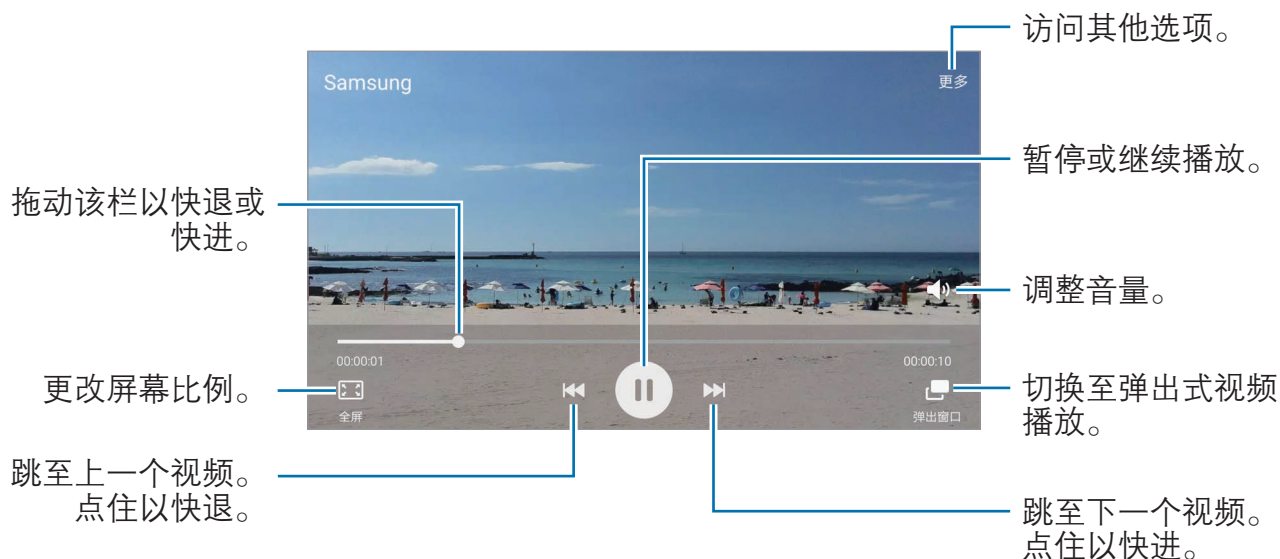 访问其他选项。
Samsung
更多
暂停或继续播放。
拖动该栏以快退或
快进。
调整音量。
00:00:01
00:00:10
更改屏幕比例。
全屏
弹出窗口
切换至弹出式视频
播放。
跳至上一个视频。
点住以快退。
跳至下一个视频。
点住以快进。